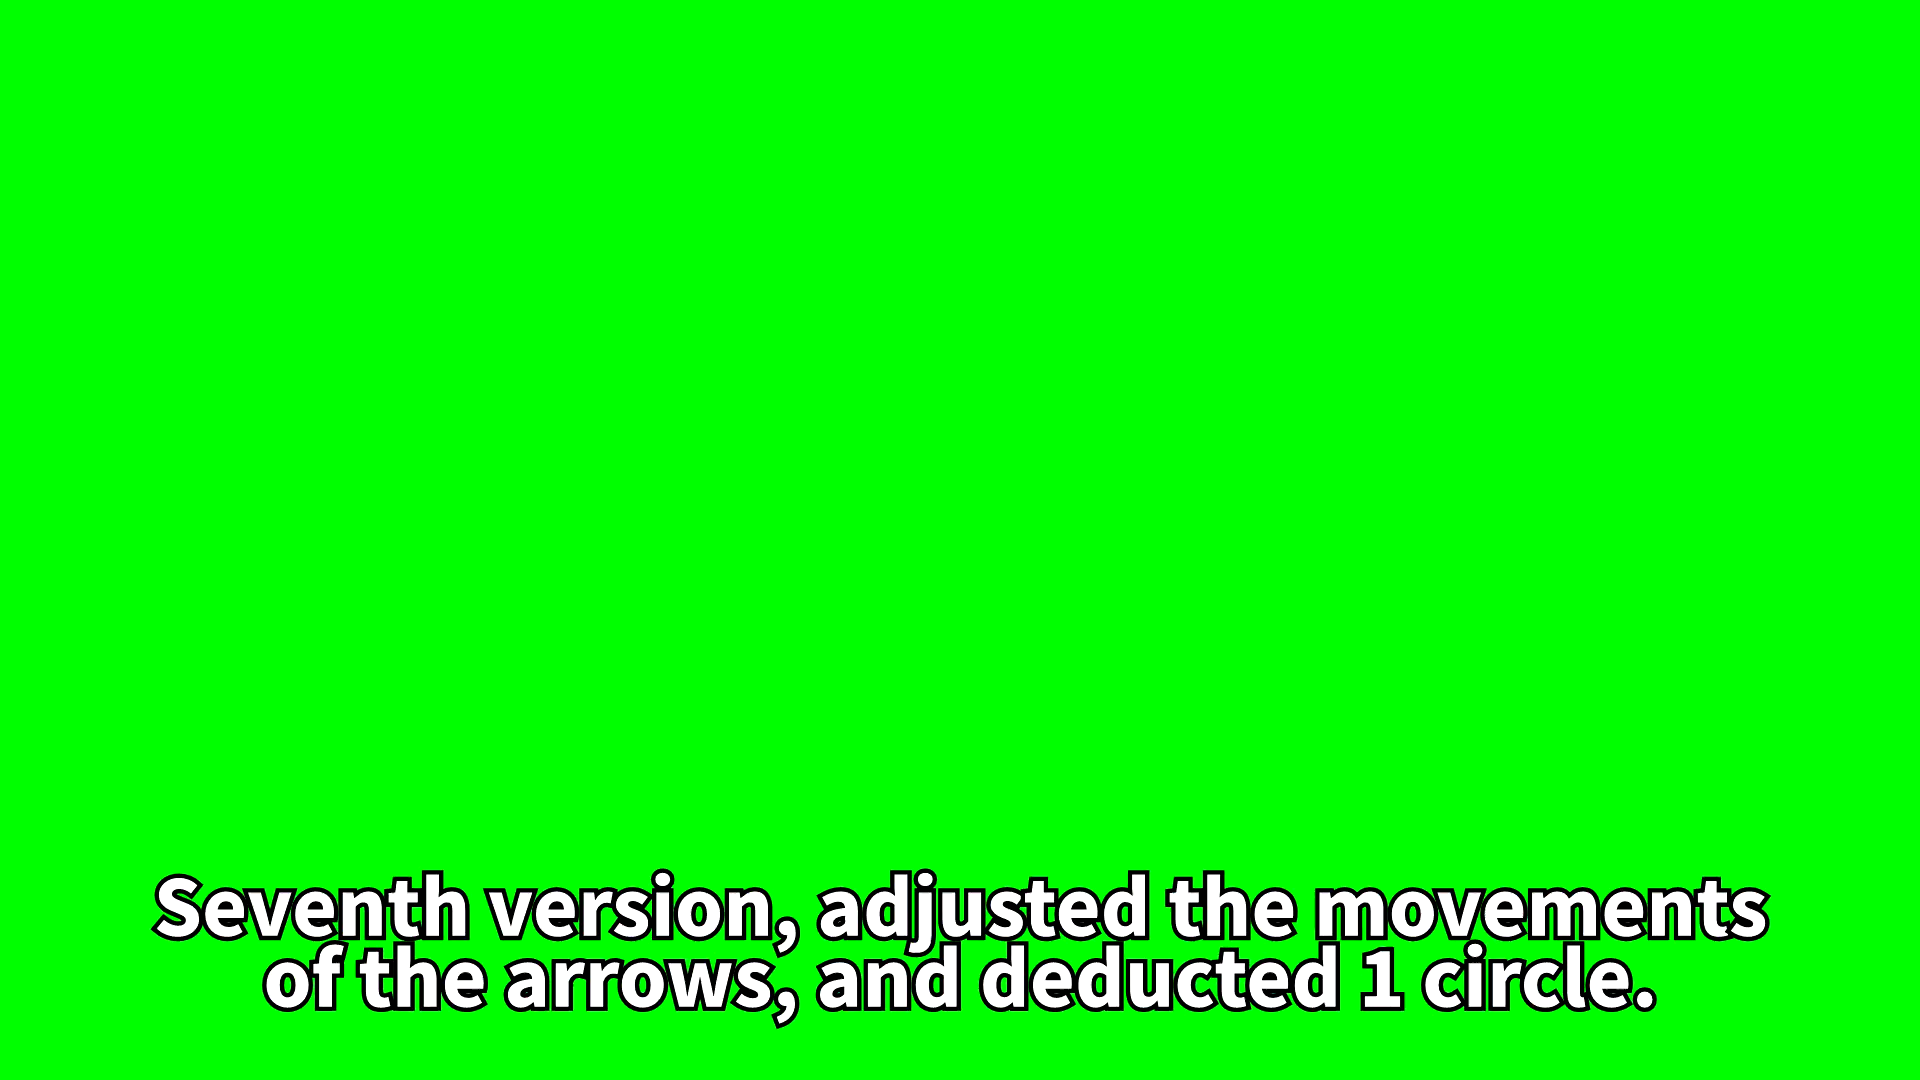 Seventh version, adjusted the movements
of the arrows, and deducted 1 circle.